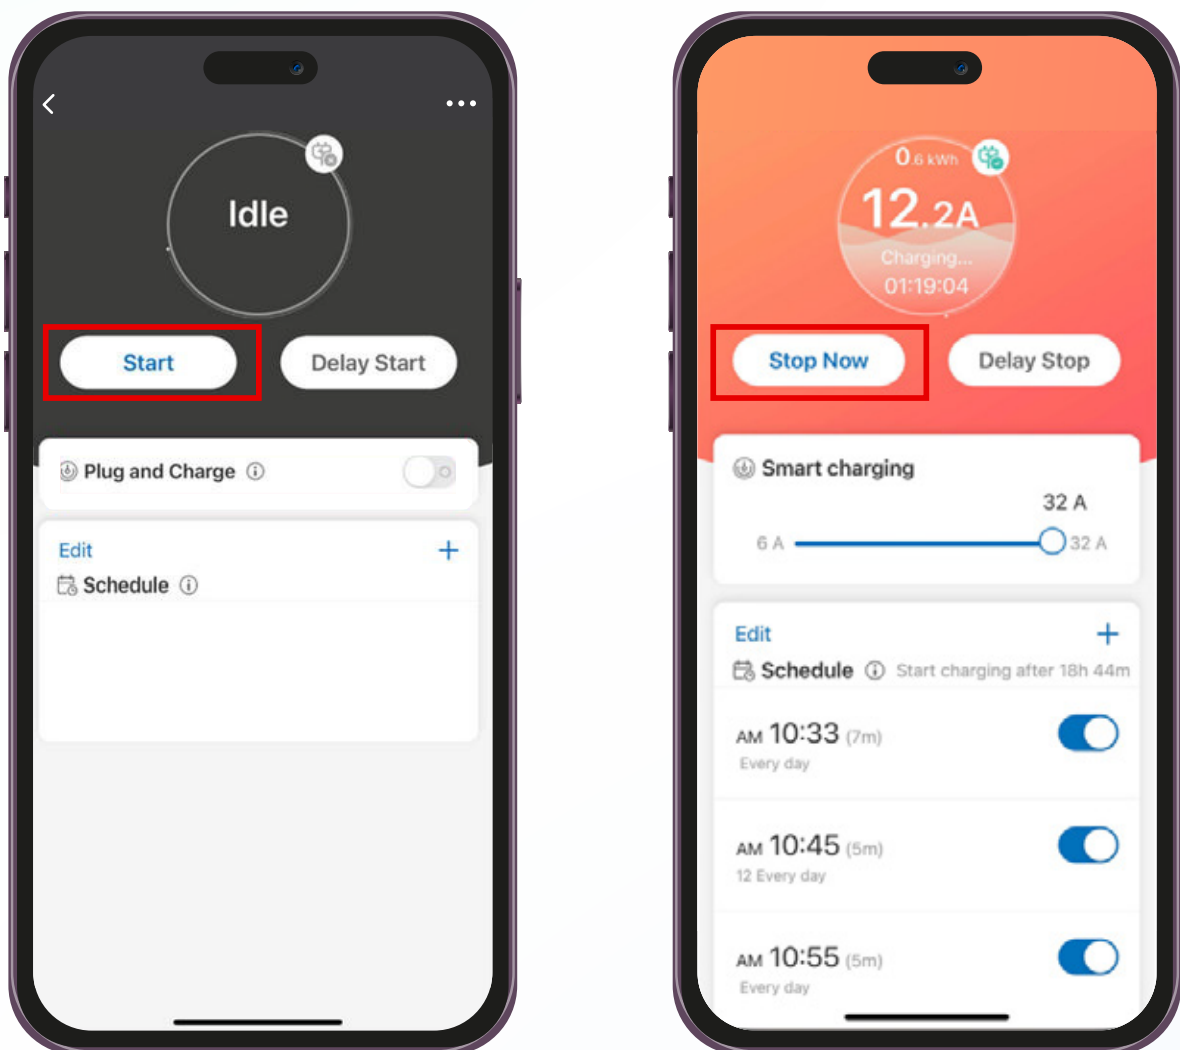 Idle
Start
Delay Start
Plug and Charge
Edit
Schedule
0.6 kWh
12.2A
Charging...
01:19:04
Stop Now
Delay Stop
Smart charging
32 A
6 A
32 A
Edit
Schedule Start charging after 18h 44m
AM 10:33 (7m)
Every day
AM 10:45 (5m)
12 Every day
AM 10:55 (5m)
Every day